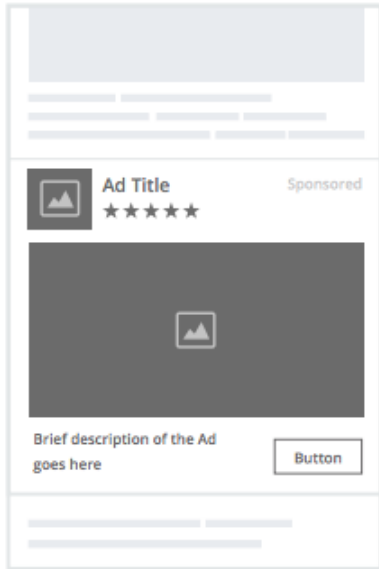 Ad Title
Sponsored
Brief description of the Ad
goes here
Button